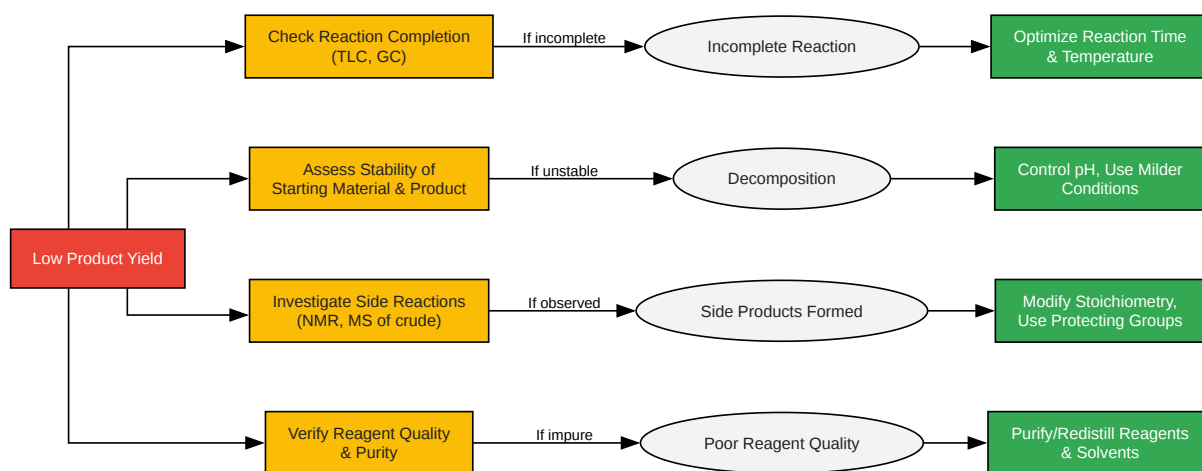 Check Reaction Completion
(TLC, GC)
If incomplete
Incomplete Reaction
Optimize Reaction Time
& Temperature
Assess Stability of
Starting Material & Product
If unstable
Decomposition
Control pH, Use Milder
Conditions
Low Product Yield
Investigate Side Reactions
(NMR, MS of crude)
If observed
Side Products Formed
Modify Stoichiometry,
Use Protecting Groups
Verify Reagent Quality
& Purity
If impure
Poor Reagent Quality
Purify/Redistill Reagents
& Solvents